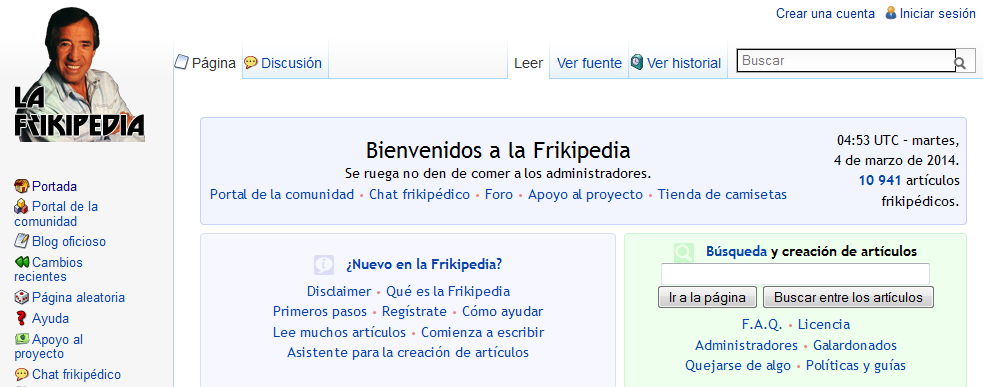 Crear una cuenta Iniciar sesión
LA
FRIKIPEDIA
Página Discusión Leer Ver fuente Ver historial Buscar
Portada
Portal de la
comunidad
Blog oficioso
Cambios
recientes
Página aleatoria
Ayuda
Apoyo al
proyecto
Chat frikipédico
Bienvenidos a la Frikipedia
Se ruega no den de comer a los administradores.
Portal de la comunidad • Chat frikipédico • Foro • Apoyo al proyecto • Tienda de camisetas
04:53 UTC – martes,
4 de marzo de 2014.
10 941 artículos
frikipédicos.
¿Nuevo en la Frikipedia?
Disclaimer • Qué es la Frikipedia
Primeros pasos • Regístrate • Cómo ayudar
Lee muchos artículos • Comienza a escribir
Asistente para la creación de artículos
Búsqueda y creación de artículos
Ir a la página Buscar entre los artículos
F.A.Q. • Licencia
Administradores • Galardonados
Quejarse de algo • Políticas y guías